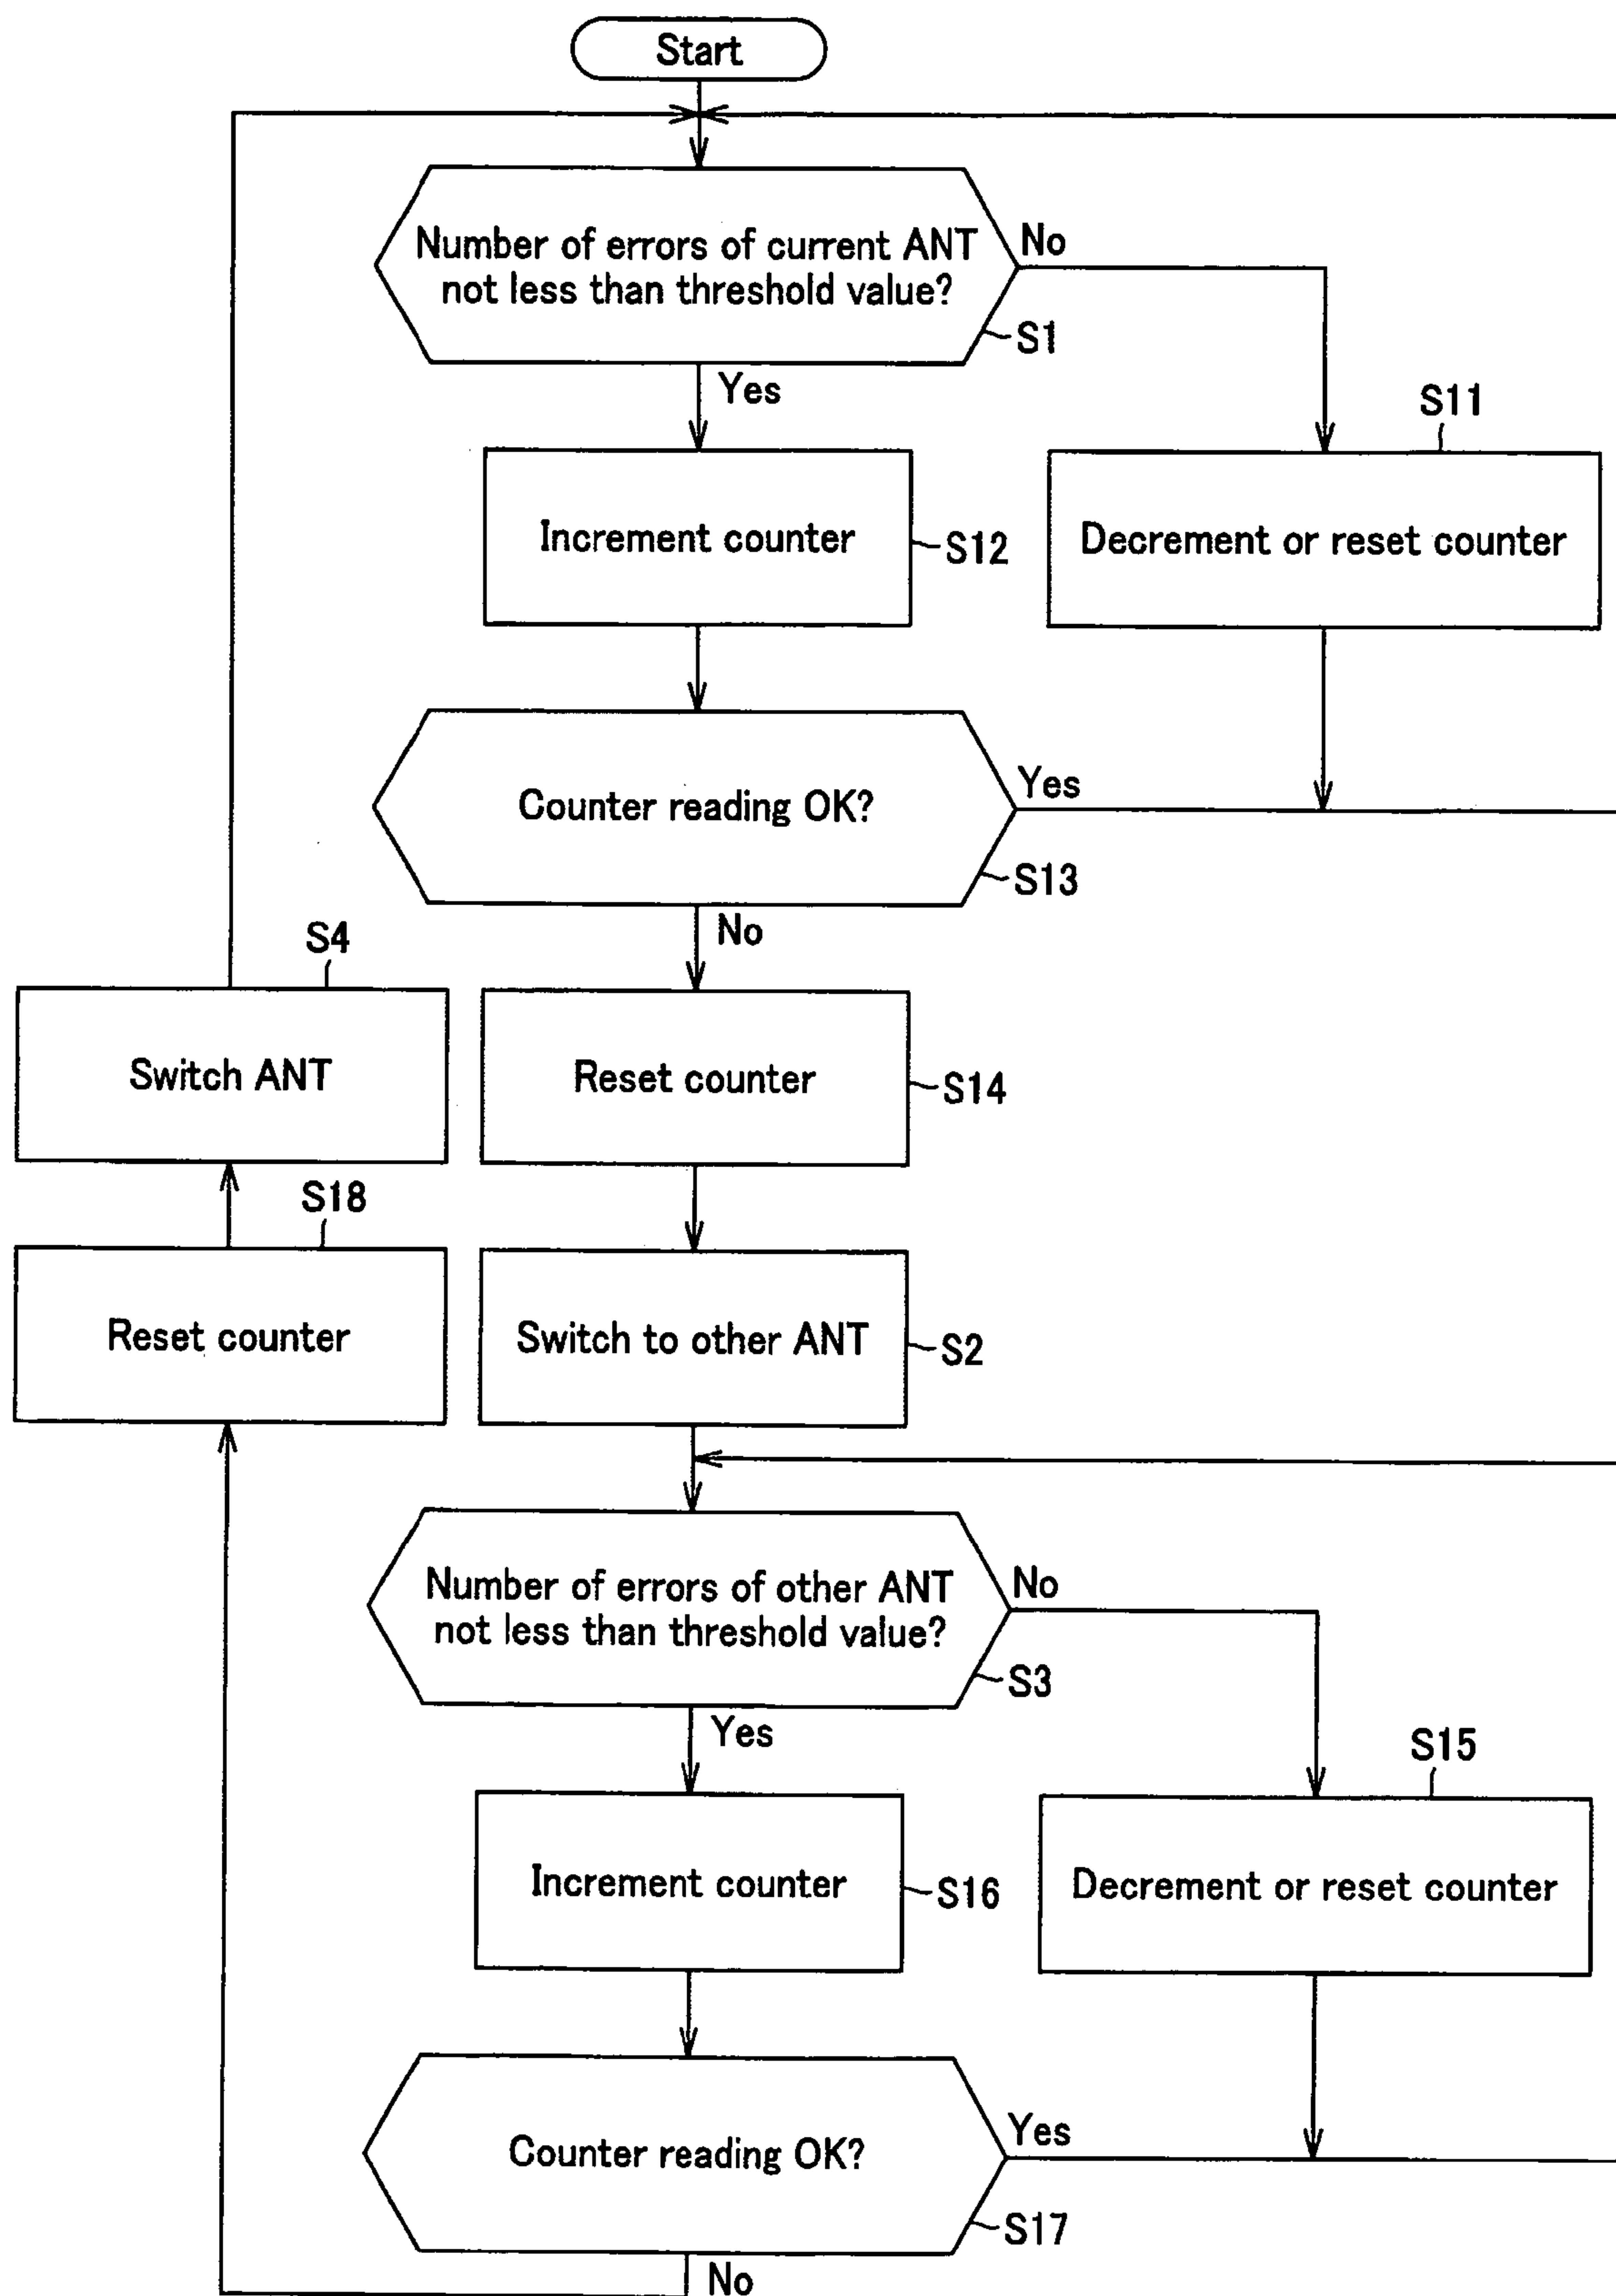 Start
Number of errors of current ANT
not less than threshold value?
No
S1
Yes
S11
Increment counter
S12
Decrement or reset counter
Counter reading OK?
Yes
S13
No
S4
Switch ANT
Reset counter
S14
S18
Reset counter
Switch to other ANT
S2
Number of errors of other ANT
not less than threshold value?
No
S3
Yes
S15
Increment counter
S16
Decrement or reset counter
Counter reading OK?
Yes
S17
No